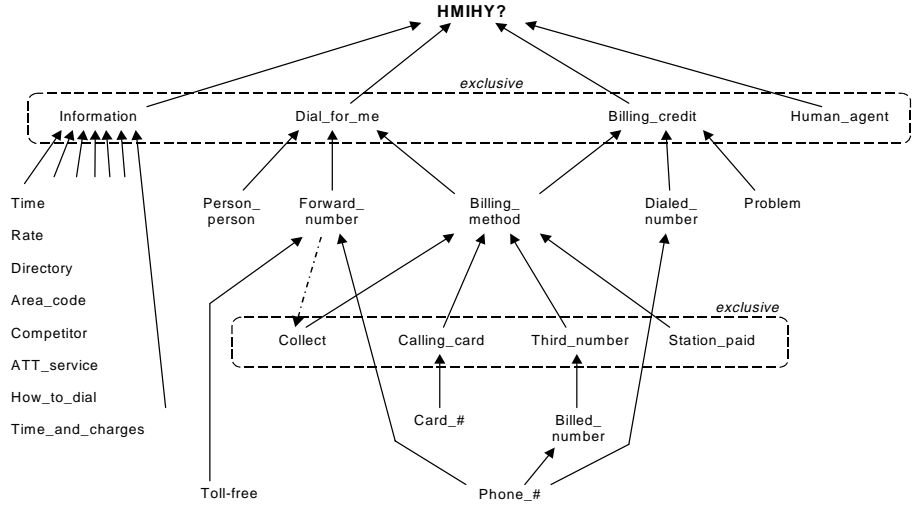 HMIHY?
exclusive
Information Dial_for_me Billing_credit Human_agent
Time Person_ Forward_ Billing_ Dialed_ Problem
person number method number
Rate
Directory
Area_code
exclusive
Competitor Collect Calling_card Third_number Station_paid
ATT_service
How_to_dial
Card_# Billed_
Time_and_charges number
Toll-free Phone_#